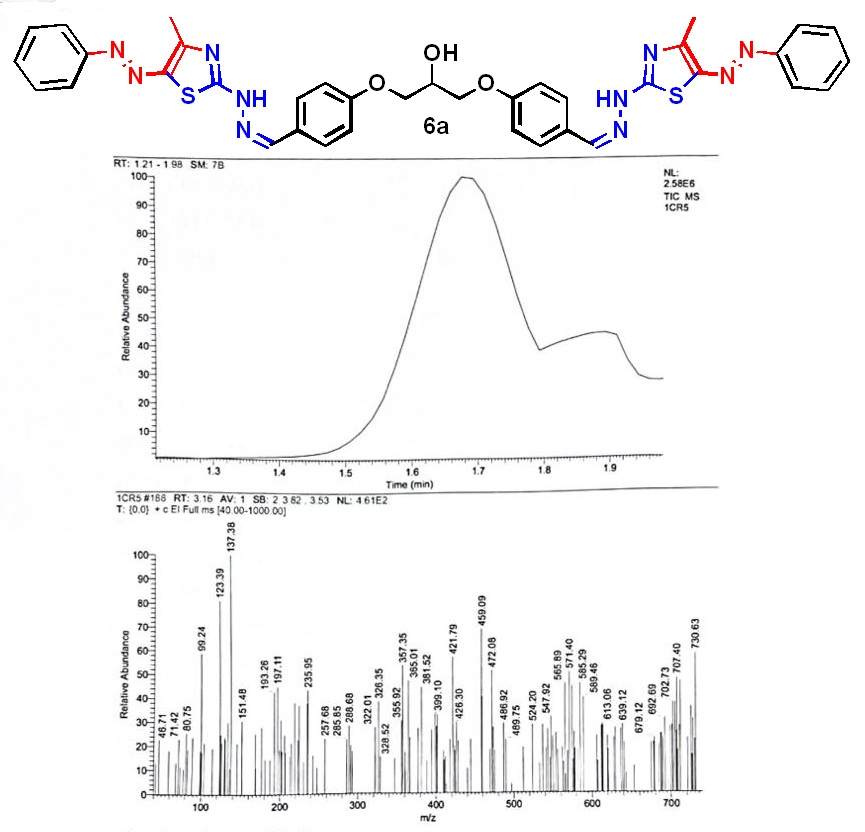 OH
N N N N
N N
S NH O O HN S
N 6a N
RT: 1.21 - 1.98 SM: 7B
NL:
2.58E6
TIC MS
1CR5
Relative Abundance
100
90
80
70
60
50
40
30
20
10
1.3 1.4 1.5 1.6 1.7 1.8 1.9
Time (min)
1CR5 #188 RT: 3.16 AV: 1 SB: 2 3.82 . 3.53 NL: 4.61E2
T: {0,0} + c EI Full ms [40.00-1000.00]
Relative Abundance
100
90
80
70
60
50
40
30
20
10
0
46.71 71.42 80.75 99.24 123.39 137.38 151.48 193.26 197.11 235.95 257.68 285.85 288.68 322.01 326.35 328.52 355.92 357.35 365.01 381.52 399.10 421.79 426.30 459.09 472.08 486.92 489.75 524.20 547.92 565.89 571.40 585.29 589.46 613.06 639.12 679.12 692.69 702.73 707.40 730.63
100 200 300 400 500 600 700
m/z